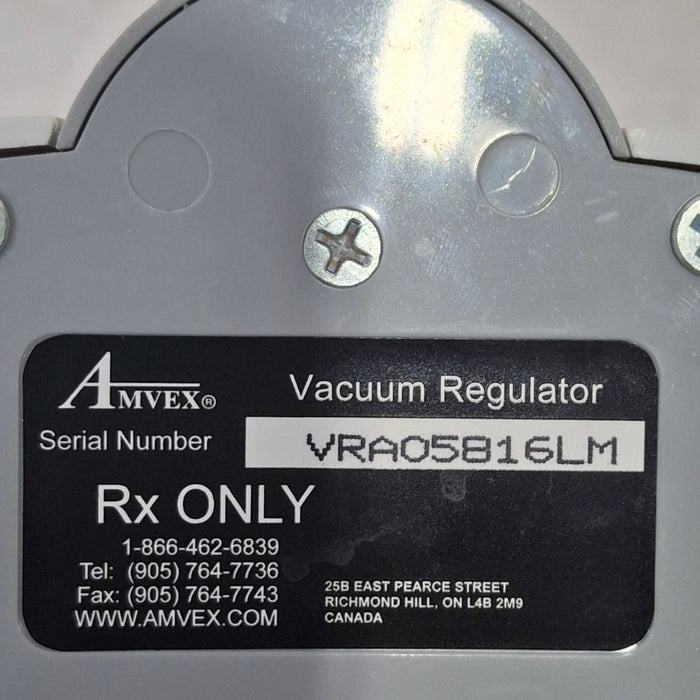 AMVEX®
Vacuum Regulator
Serial Number VRA05816LM
Rx ONLY
1-866-462-6839
Tel: (905) 764-7736
Fax: (905) 764-7743
WWW.AMVEX.COM
25B EAST PEARCE STREET
RICHMOND HILL, ON L4B 2M9
CANADA